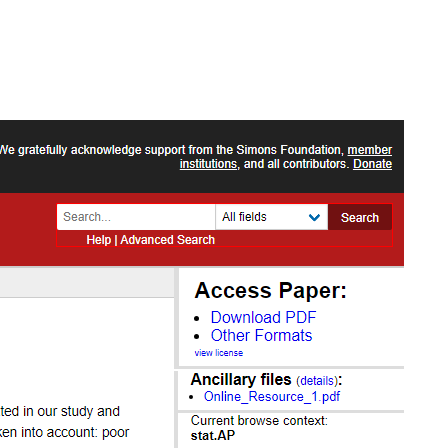 We gratefully acknowledge support from the Simons Foundation, member
institutions, and all contributors. Donate
Search...
All fields
Search
Help | Advanced Search
Access Paper:
Download PDF
Other Formats
view license
Ancillary files (details):
Online_Resource_1.pdf
Current browse context:
stat.AP
ted in our study and
ken into account: poor